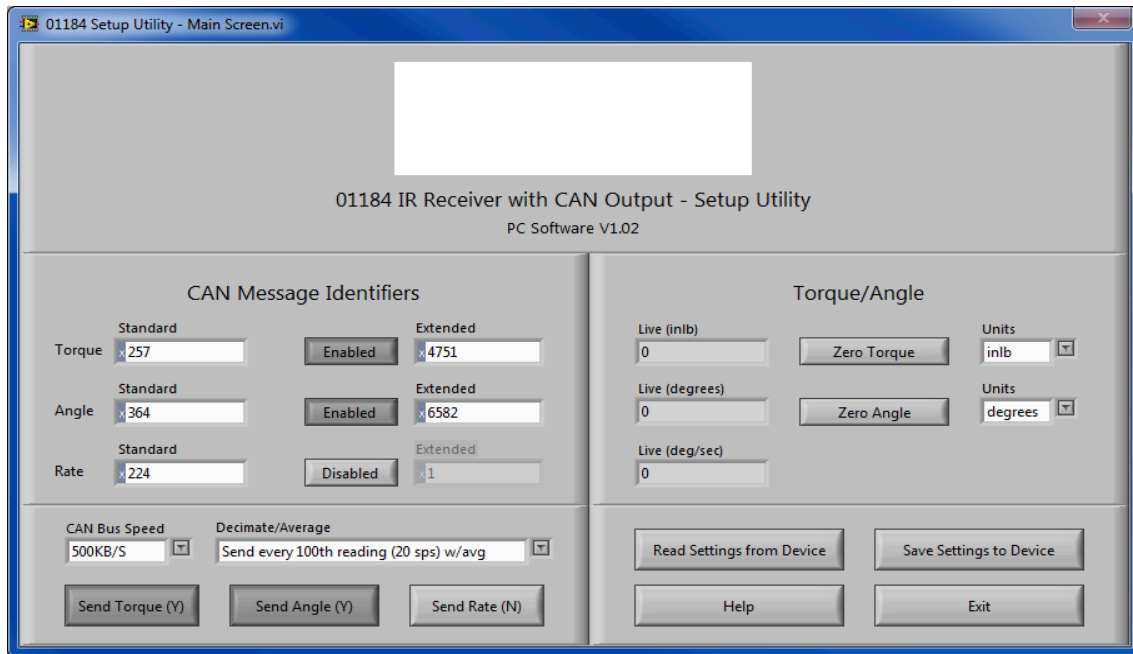 01184 Setup Utility - Main Screen.vi
01184 IR Receiver with CAN Output - Setup Utility
PC Software V1.02
CAN Message Identifiers
Standard Extended
Torque x 257 Enabled x 4751
Standard Extended
Angle x 364 Enabled x 6582
Standard Extended
Rate x 224 Disabled x 1
Torque/Angle
Live (inlb) Units
0 Zero Torque inlb
Live (degrees) Units
0 Zero Angle degrees
Live (deg/sec)
0
CAN Bus Speed Decimate/Average
500KB/S Send every 100th reading (20 sps) w/avg
Send Torque (Y) Send Angle (Y) Send Rate (N)
Read Settings from Device Save Settings to Device
Help Exit